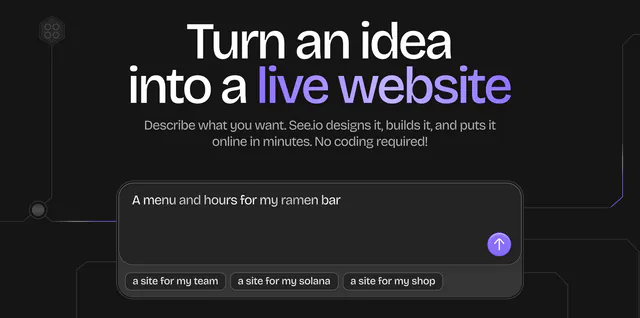 Turn an idea
into a live website
Describe what you want. See.io designs it, builds it, and puts it
online in minutes. No coding required!
A menu and hours for my ramen bar
a site for my team
a site for my solana
a site for my shop